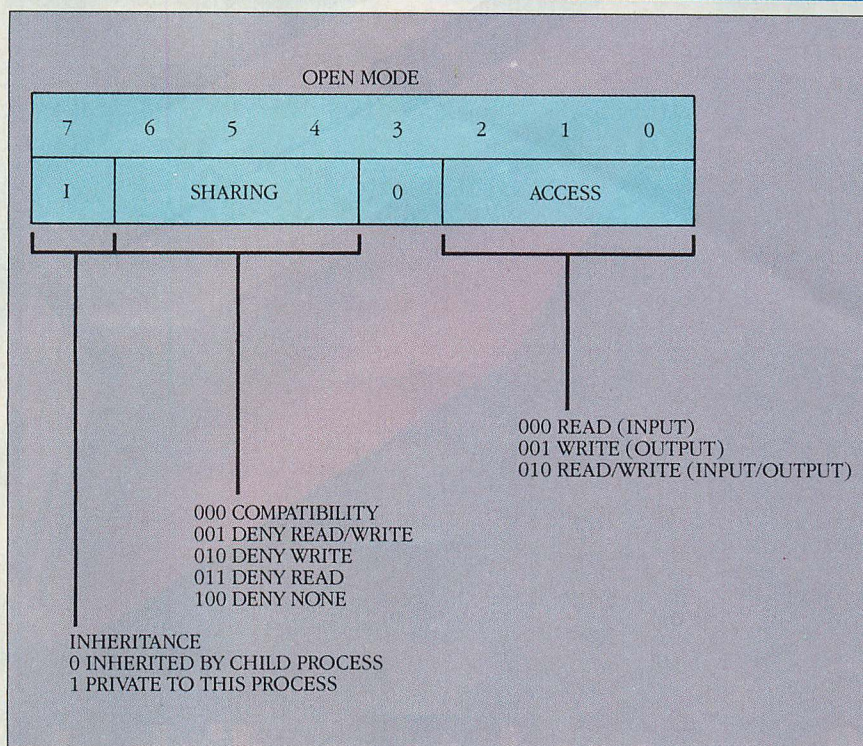 OPEN MODE
7 6 5 4 3 2 1 0
I SHARING 0 ACCESS
000 READ (INPUT)
001 WRITE (OUTPUT)
010 READ/WRITE (INPUT/OUTPUT)
000 COMPATIBILITY
001 DENY READ/WRITE
010 DENY WRITE
011 DENY READ
100 DENY NONE
INHERITANCE
0 INHERITED BY CHILD PROCESS
1 PRIVATE TO THIS PROCESS